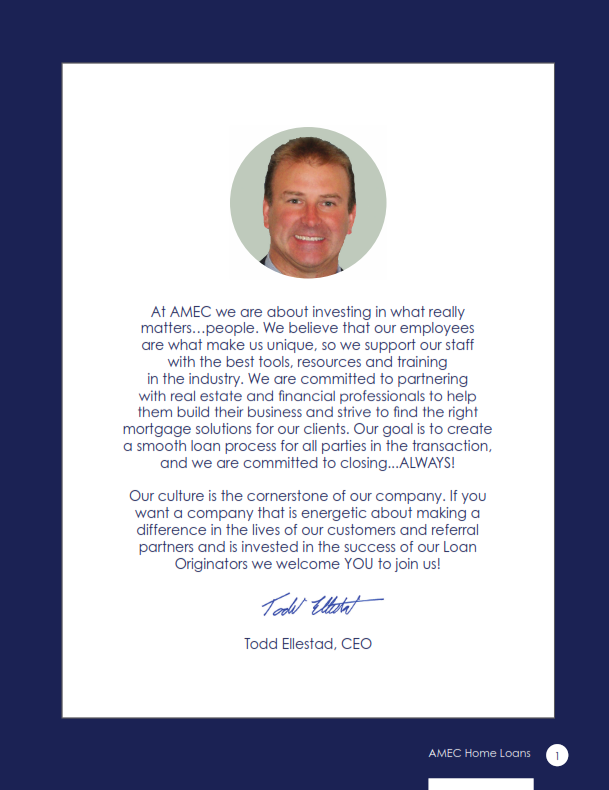 At AMEC we are about investing in what really
matters...people. We believe that our employees
are what make us unique, so we support our staff
with the best tools, resources and training
in the industry. We are committed to partnering
with real estate and financial professionals to help
them build their business and strive to find the right
mortgage solutions for our clients. Our goal is to create
a smooth loan process for all parties in the transaction,
and we are committed to closing...ALWAYS!
Our culture is the cornerstone of our company. If you
want a company that is energetic about making a
difference in the lives of our customers and referral
partners and is invested in the success of our Loan
Originators we welcome YOU to join us!
Todd Ellestad
Todd Ellestad, CEO
AMEC Home Loans 1